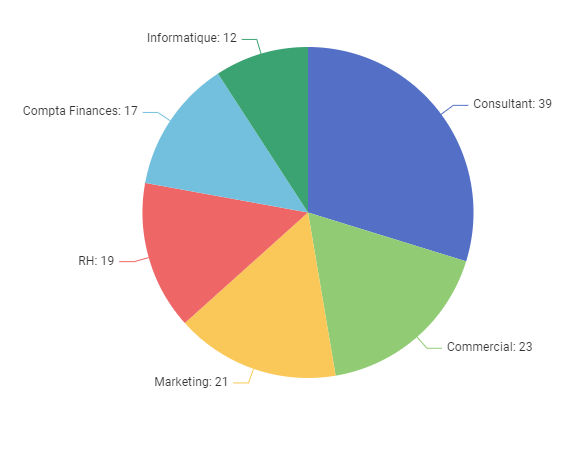 Informatique: 12
Consultant: 39
Compta Finances: 17
RH: 19
Commercial: 23
Marketing: 21